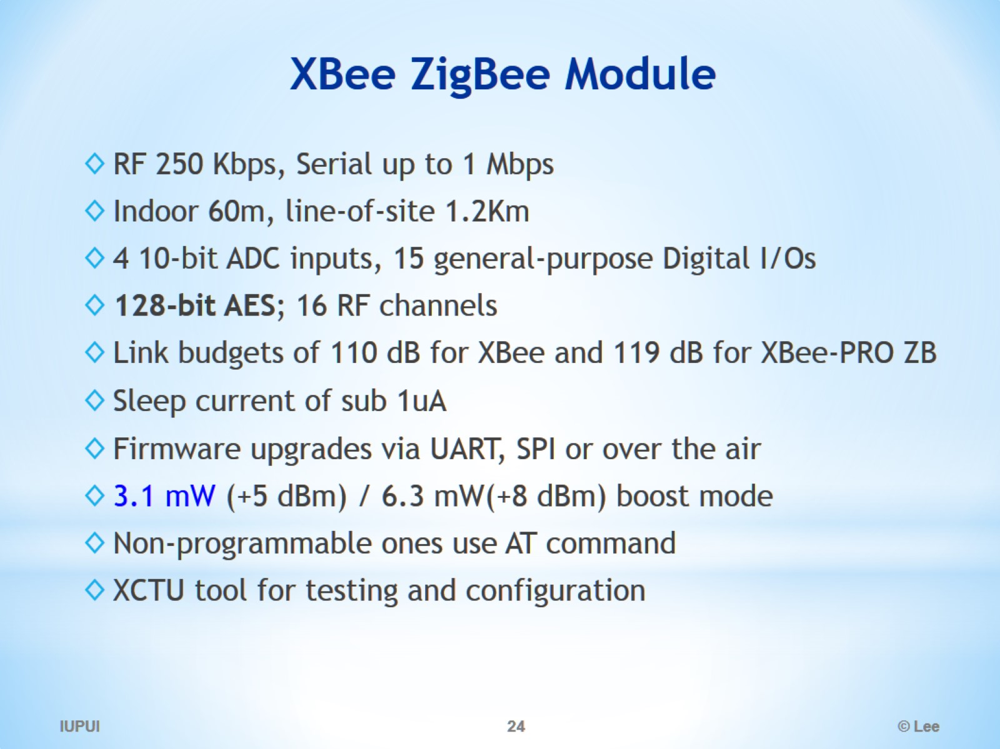 XBee ZigBee Module
RF 250 Kbps, Serial up to 1 Mbps
Indoor 60m, line-of-site 1.2Km
4 10-bit ADC inputs, 15 general-purpose Digital I/Os
128-bit AES; 16 RF channels
Link budgets of 110 dB for XBee and 119 dB for XBee-PRO ZB
Sleep current of sub 1uA
Firmware upgrades via UART, SPI or over the air
3.1 mW (+5 dBm) / 6.3 mW(+8 dBm) boost mode
Non-programmable ones use AT command
XCTU tool for testing and configuration
IUPUI 24 © Lee